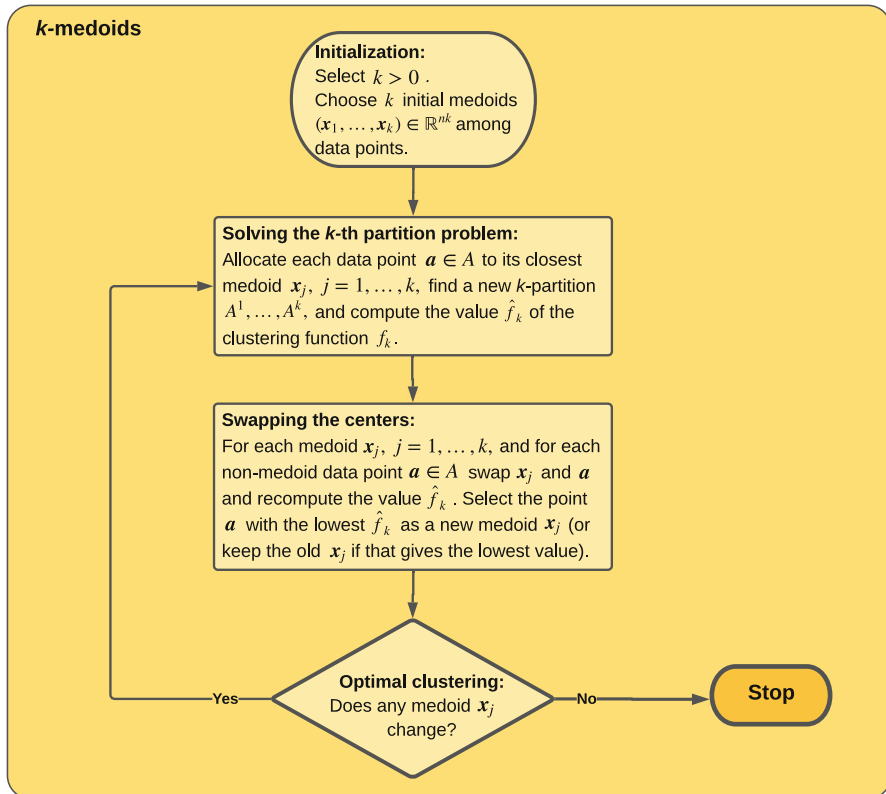 k-medoids
Initialization:
Select k > 0 .
Choose k initial medoids
(x₁, . . . , xₖ) ∈ ℝⁿᵏ among
data points.
Solving the k-th partition problem:
Allocate each data point a ∈ A to its closest
medoid xⱼ, j = 1, . . . , k, find a new k-partition
A¹, . . . , Aᵏ, and compute the value f̂ₖ of the
clustering function fₖ.
Swapping the centers:
For each medoid xⱼ, j = 1, . . . , k, and for each
non-medoid data point a ∈ A swap xⱼ and a
and recompute the value f̂ₖ . Select the point
a with the lowest f̂ₖ as a new medoid xⱼ (or
keep the old xⱼ if that gives the lowest value).
Optimal clustering:
Does any medoid xⱼ
change?
Yes
No
Stop